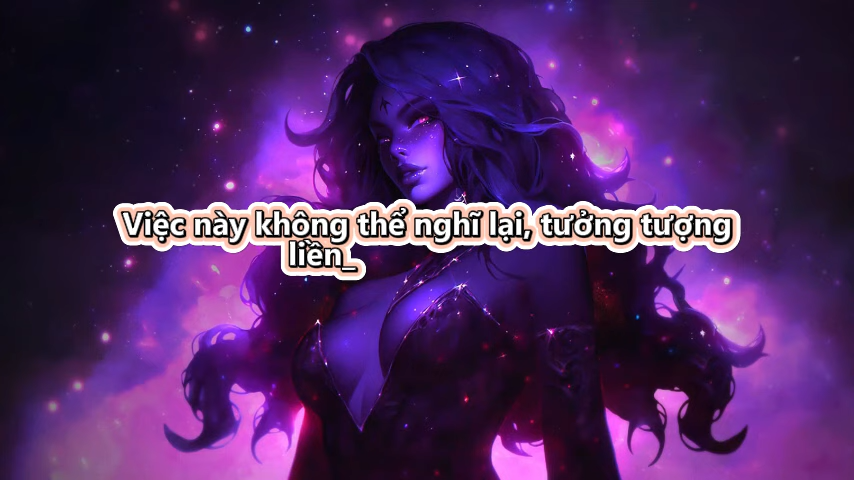 Việc này không thể nghĩ lại, tưởng tượng
liền_